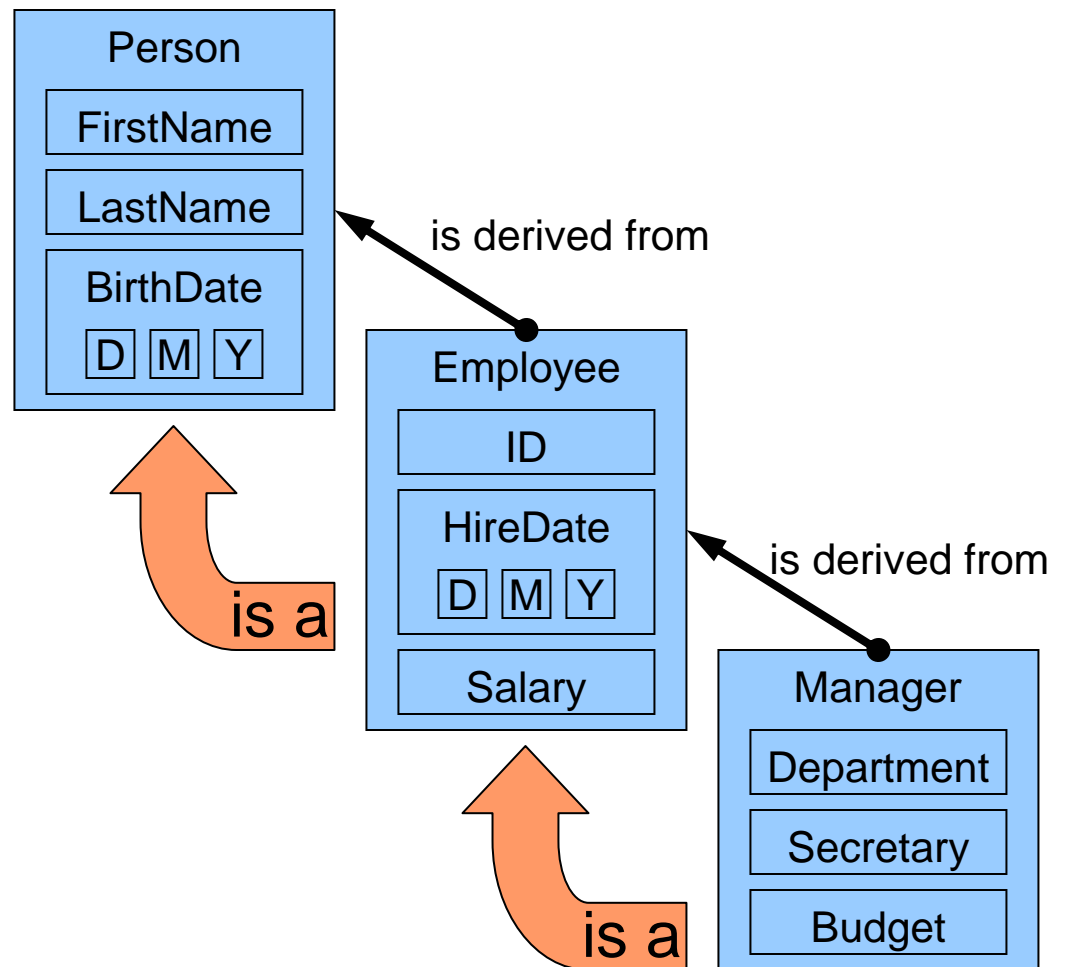 Person
FirstName
LastName
BirthDate
D M Y
is derived from
Employee
ID
HireDate
D M Y
Salary
is a
is derived from
Manager
Department
Secretary
Budget
is a